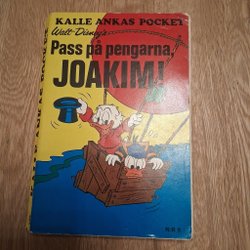 KALLE ANKAS POCKET
Walt Disney's
Pass på pengarna,
JOAKIM!